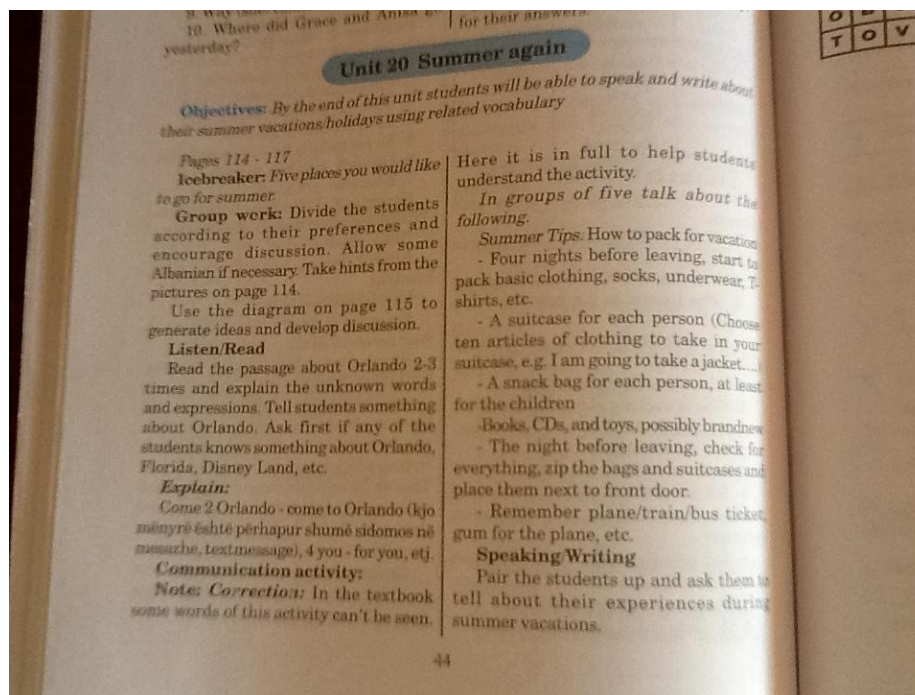 10. Where did Grace and Anisa go
yesterday?
for their answers.
O
T O V
Unit 20 Summer again
Objectives: By the end of this unit students will be able to speak and write about
their summer vacations/holidays using related vocabulary
Pages 114 - 117
Icebreaker: Five places you would like
to go for summer.
Group work: Divide the students
according to their preferences and
encourage discussion. Allow some
Albanian if necessary. Take hints from the
pictures on page 114.
Use the diagram on page 115 to
generate ideas and develop discussion.
Listen/Read
Read the passage about Orlando 2-3
times and explain the unknown words
and expressions. Tell students something
about Orlando. Ask first if any of the
students knows something about Orlando,
Florida, Disney Land, etc.
Explain:
Come 2 Orlando - come to Orlando (kjo
mënyrë është përhapur shumë sidomos në
mesazhe, textmessage), 4 you - for you, etj.
Communication activity:
Note: Correction: In the textbook
some words of this activity can't be seen.
Here it is in full to help students
understand the activity.
In groups of five talk about the
following.
Summer Tips: How to pack for vacation
- Four nights before leaving, start to
pack basic clothing, socks, underwear, T-
shirts, etc.
- A suitcase for each person (Choose
ten articles of clothing to take in your
suitcase, e.g. I am going to take a jacket....
- A snack bag for each person, at least
for the children
-Books, CDs, and toys, possibly brandnew
- The night before leaving, check for
everything, zip the bags and suitcases and
place them next to front door.
- Remember plane/train/bus ticket,
gum for the plane, etc.
Speaking/Writing
Pair the students up and ask them to
tell about their experiences during
summer vacations.
44